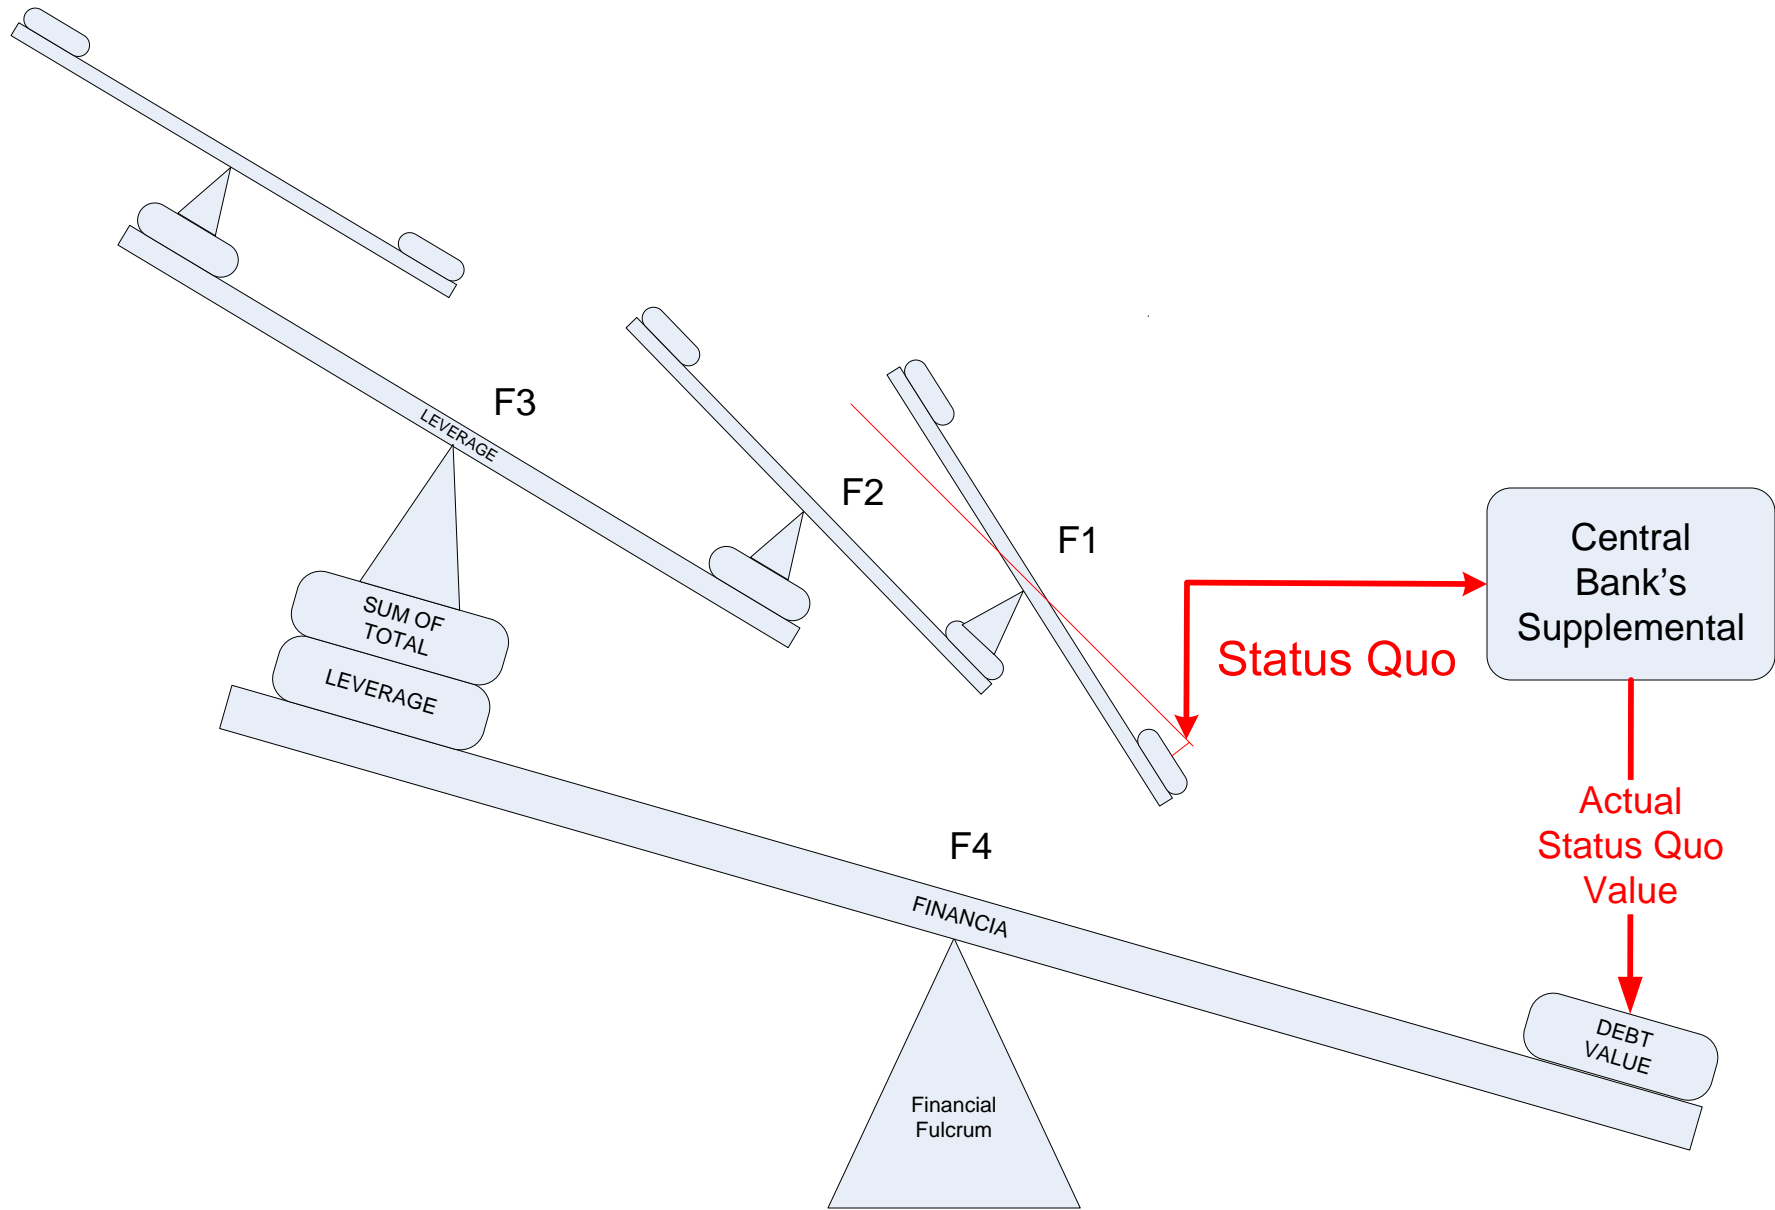 F3
LEVERAGE
F2
F1
Central
Bank's
Supplemental
SUM OF
TOTAL
LEVERAGE
Status Quo
Actual
Status Quo
Value
F4
FINANCIA
DEBT
VALUE
Financial
Fulcrum